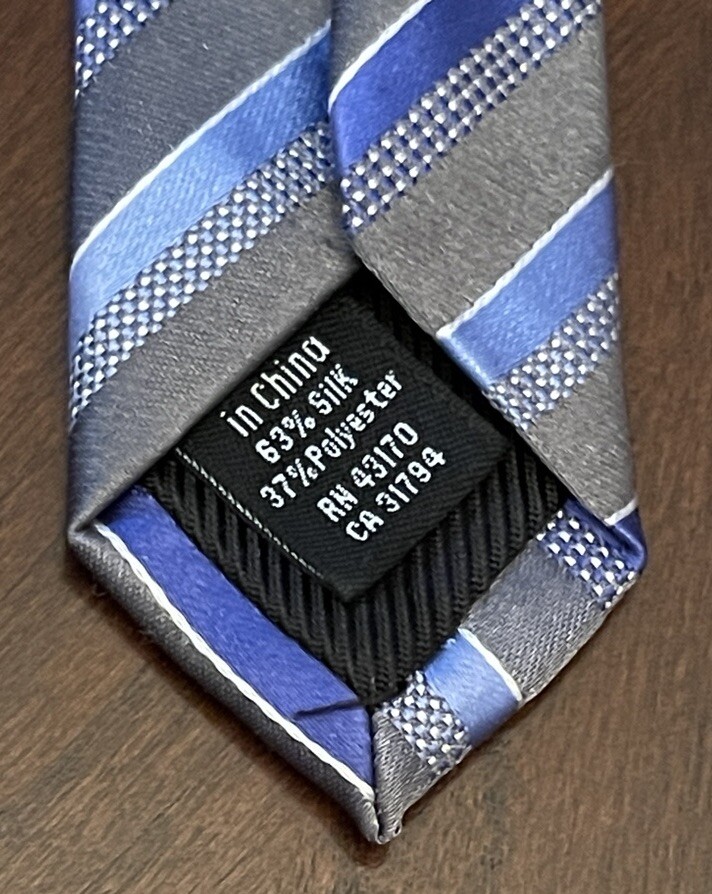 in China
63% Silk
37% Polyester
RN 43170
CA 31794